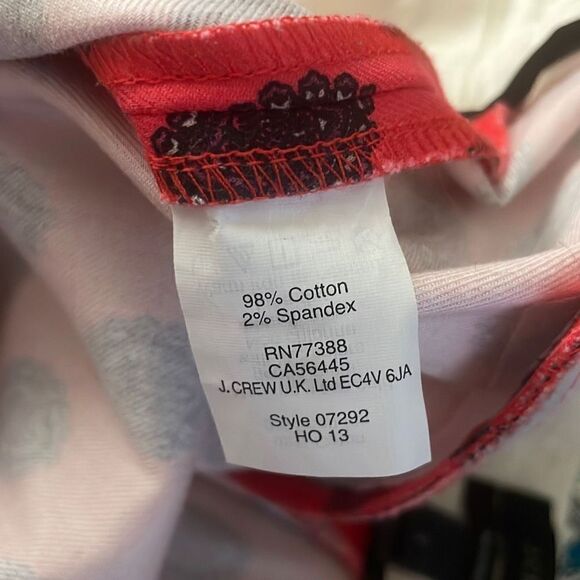 98% Cotton
2% Spandex
RN77388
CA56445
J. CREW U.K. Ltd EC4V 6JA
Style 07292
HO 13